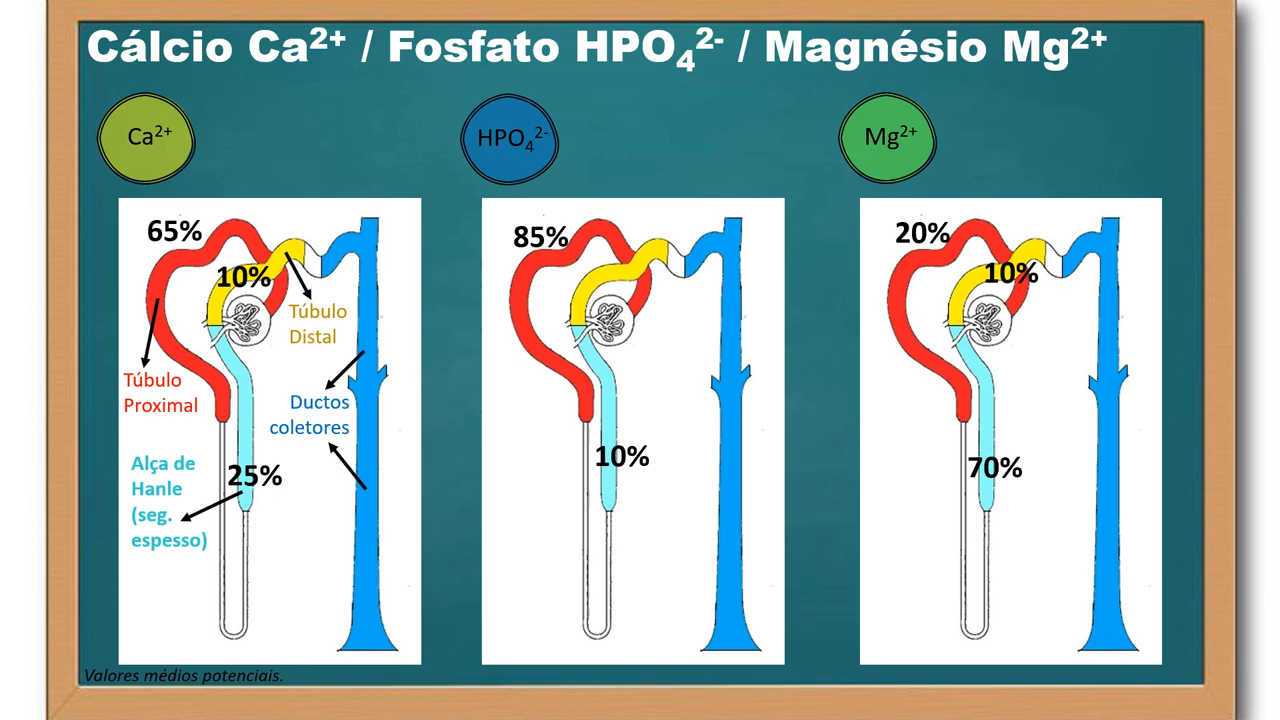 Cálcio Ca²⁺ / Fosfato HPO₄²⁻ / Magnésio Mg²⁺
Ca²⁺
65%
10%
Túbulo
Distal
Túbulo
Proximal
Ductos
coletores
Alça de
Hanle
(seg.
espesso)
25%
HPO₄²⁻
85%
10%
Mg²⁺
20%
10%
70%
Valores médios potenciais.